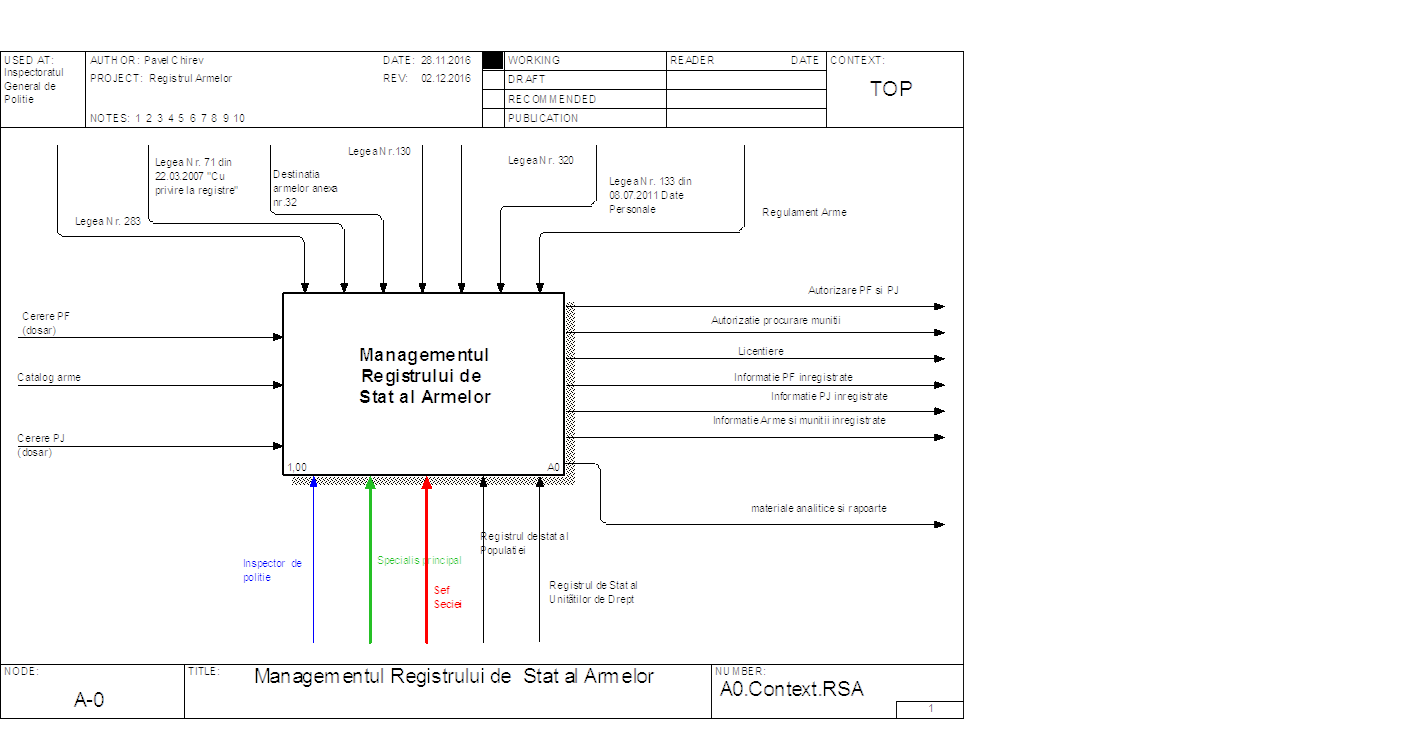 USED AT:
Inspectoratul
General de
Politie
AUTHOR: Pavel Chirev
DATE: 28.11.2016
PROJECT: Registrul Armelor
REV: 02.12.2016
NOTES: 1 2 3 4 5 6 7 8 9 10
WORKING
DRAFT
RECOMMENDED
PUBLICATION
READER
DATE
CONTEXT:
TOP
Legea Nr. 283
Legea Nr. 71 din
22.03.2007 "Cu
privire la registre"
Destinatia
armelor anexa
nr.32
Legea Nr.130
Legea Nr. 320
Legea Nr. 133 din
08.07.2011 Date
Personale
Regulament Arme
Cerere PF
(dosar)
Catalog arme
Cerere PJ
(dosar)
Managementul
Registrului de
Stat al Armelor
1,00
A0
Autorizare PF si PJ
Autorizatie procurare munitii
Licentiere
Informatie PF inregistrate
Informatie PJ inregistrate
Informatie Arme si munitii inregistrate
materiale analitice si rapoarte
Inspector de
politie
Specialis principal
Sef
Seciei
Registrul de stat al
Populatiei
Registrul de Stat al
Unitătilor de Drept
NODE:
A-0
TITLE:
Managementul Registrului de Stat al Armelor
NUMBER:
A0.Context.RSA
1